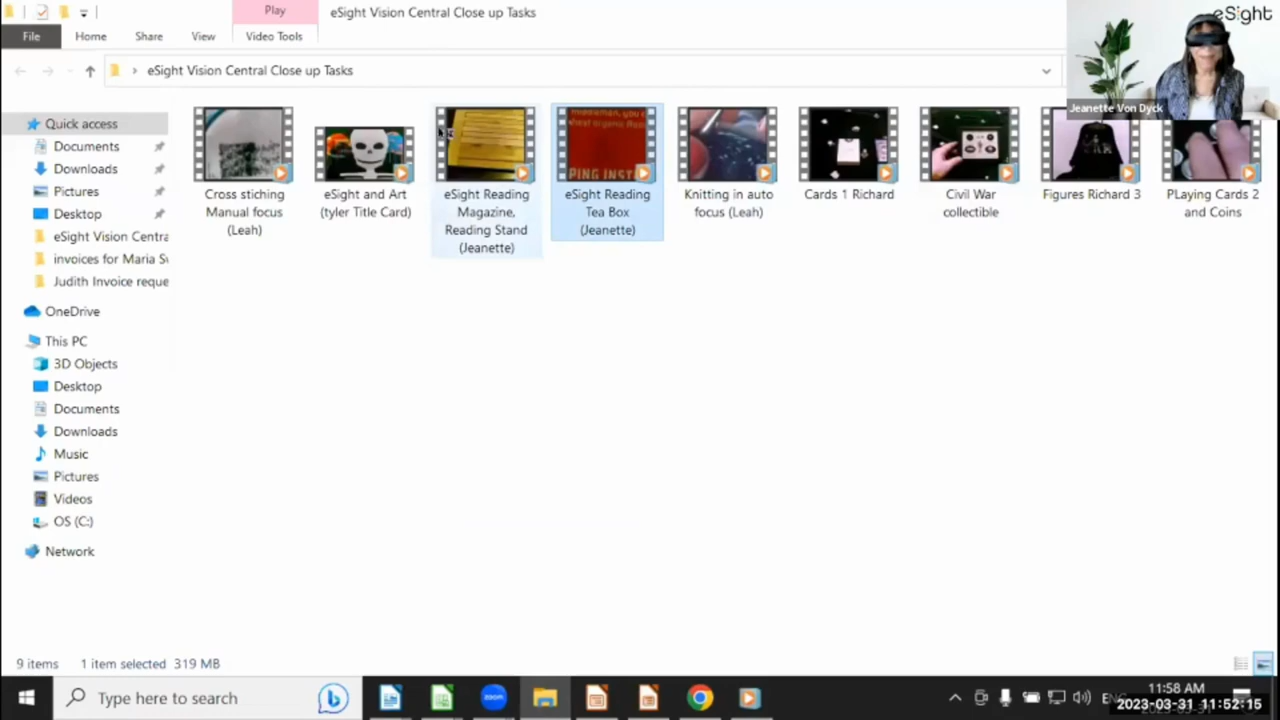 Play
eSight Vision Central Close up Tasks
eSight
File
Home
Share
View
Video Tools
eSight Vision Central Close up Tasks
Jeanette Von Dyck
Quick access
Documents
Downloads
Pictures
Desktop
eSight Vision Centra
invoices for Maria Sv
Judith Invoice reque
OneDrive
This PC
3D Objects
Desktop
Documents
Downloads
Music
Pictures
Videos
OS (C:)
Network
Cross stiching
Manual focus
(Leah)
eSight and Art
(tyler Title Card)
eSight Reading
Magazine,
Reading Stand
(Jeanette)
eSight Reading
Tea Box
(Jeanette)
Knitting in auto
focus (Leah)
Cards 1 Richard
Civil War
collectible
Figures Richard 3
PLaying Cards 2
and Coins
PING INST
9 items
1 item selected 319 MB
Type here to search
zoom
11:58 AM
2023-03-31 11:52:15